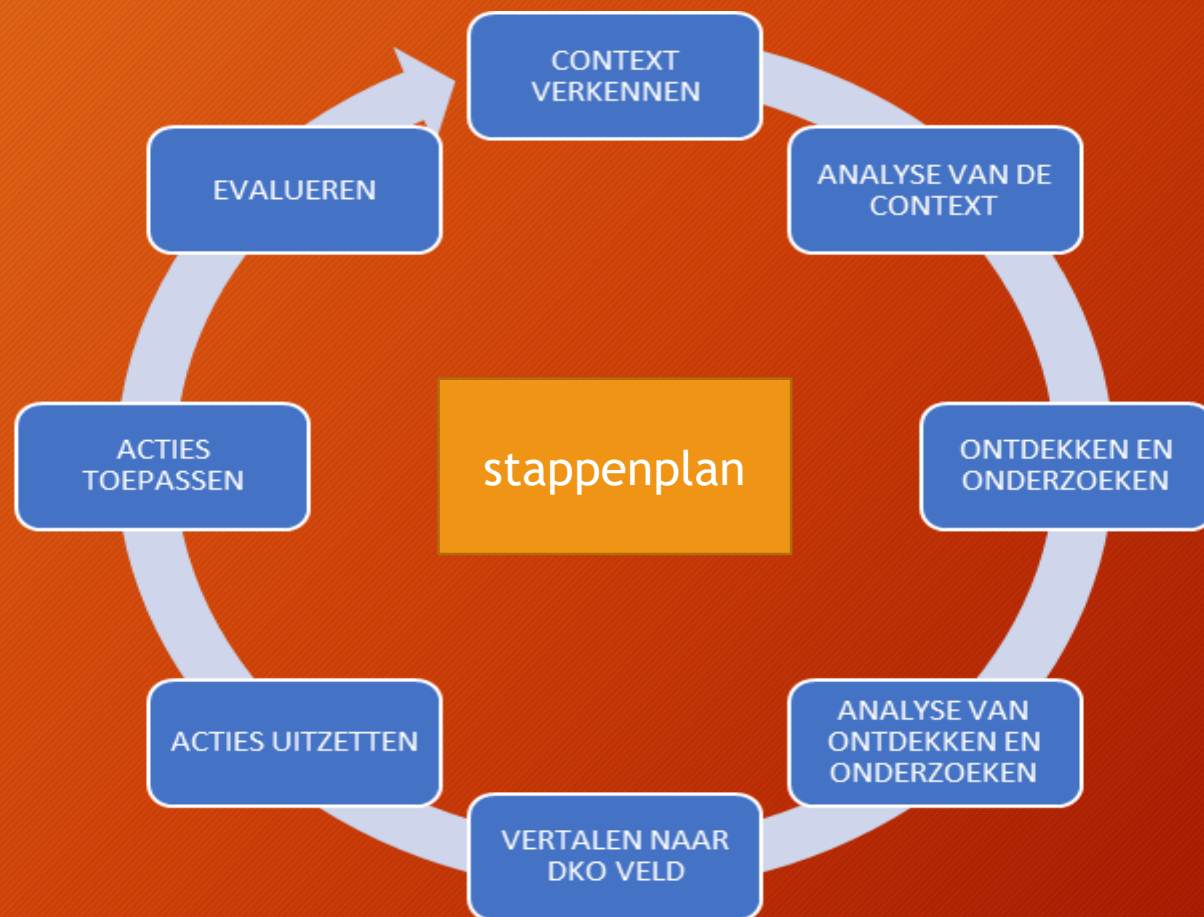 CONTEXT
VERKENNEN
ANALYSE VAN DE
CONTEXT
ONTDEKKEN EN
ONDERZOEKEN
ANALYSE VAN
ONTDEKKEN EN
ONDERZOEKEN
VERTALEN NAAR
DKO VELD
ACTIES UITZETTEN
ACTIES
TOEPASSEN
EVALUEREN
stappenplan